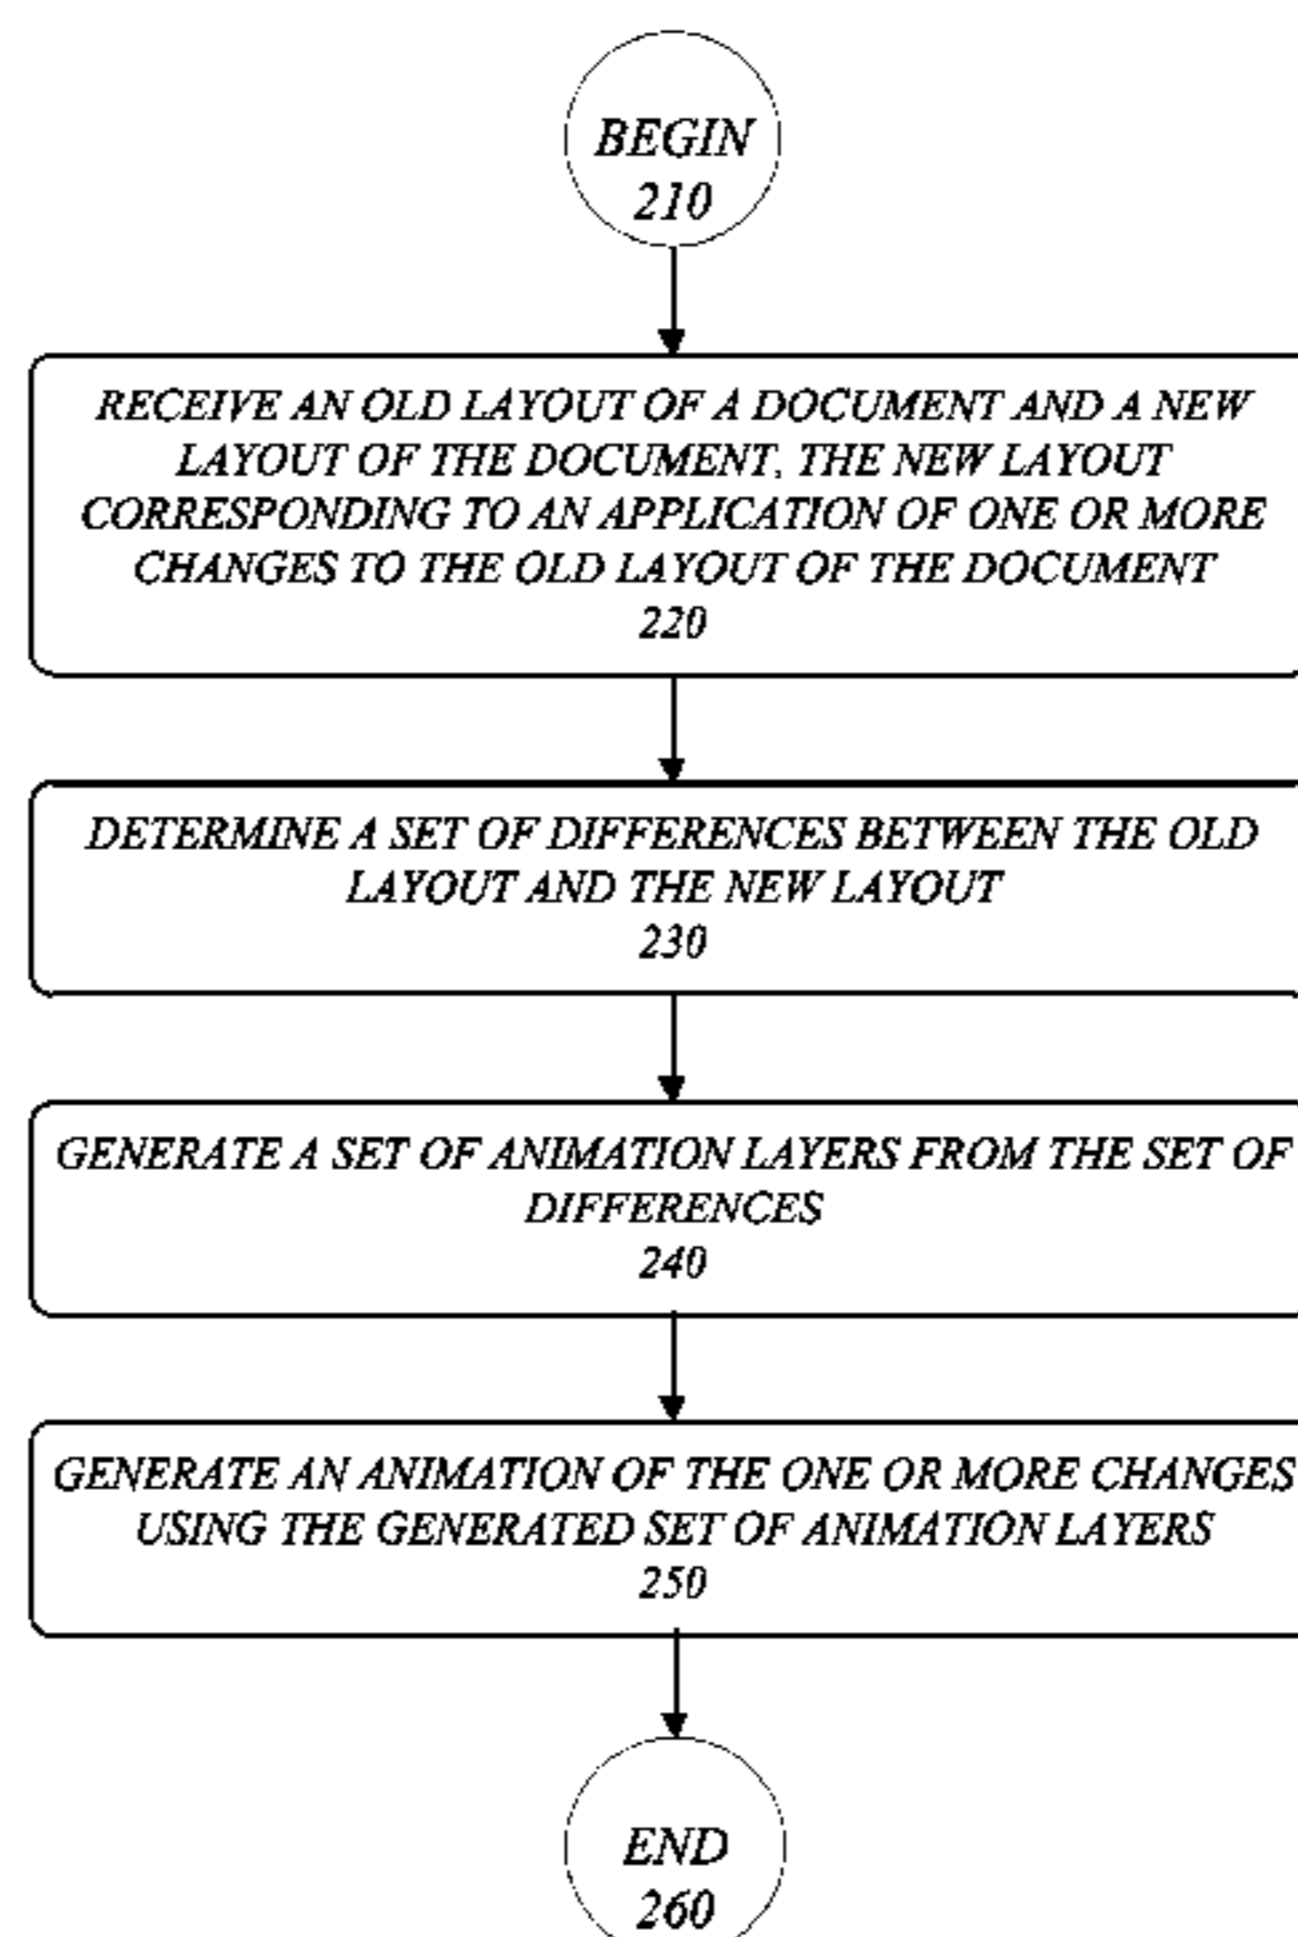 BEGIN
210
RECEIVE AN OLD LAYOUT OF A DOCUMENT AND A NEW
LAYOUT OF THE DOCUMENT, THE NEW LAYOUT
CORRESPONDING TO AN APPLICATION OF ONE OR MORE
CHANGES TO THE OLD LAYOUT OF THE DOCUMENT
220
DETERMINE A SET OF DIFFERENCES BETWEEN THE OLD
LAYOUT AND THE NEW LAYOUT
230
GENERATE A SET OF ANIMATION LAYERS FROM THE SET OF
DIFFERENCES
240
GENERATE AN ANIMATION OF THE ONE OR MORE CHANGES
USING THE GENERATED SET OF ANIMATION LAYERS
250
END
260